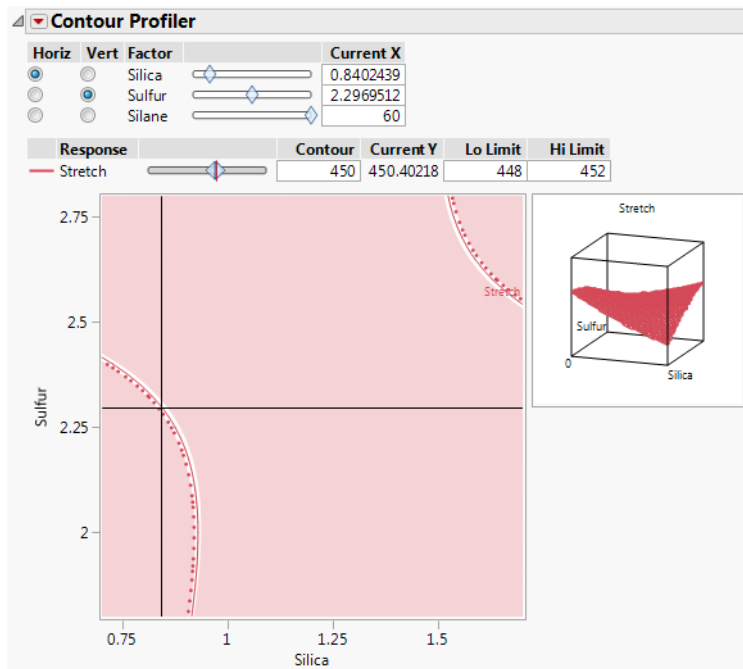 Contour Profiler
Horiz Vert Factor Current X
Silica 0.8402439
Sulfur 2.2969512
Silane 60
Response Contour Current Y Lo Limit Hi Limit
Stretch 450 450.40218 448 452
2.75
2.5
2.25
2
Sulfur
Stretch
0.75 1 1.25 1.5
Silica
Stretch
Sulfur
0
Silica